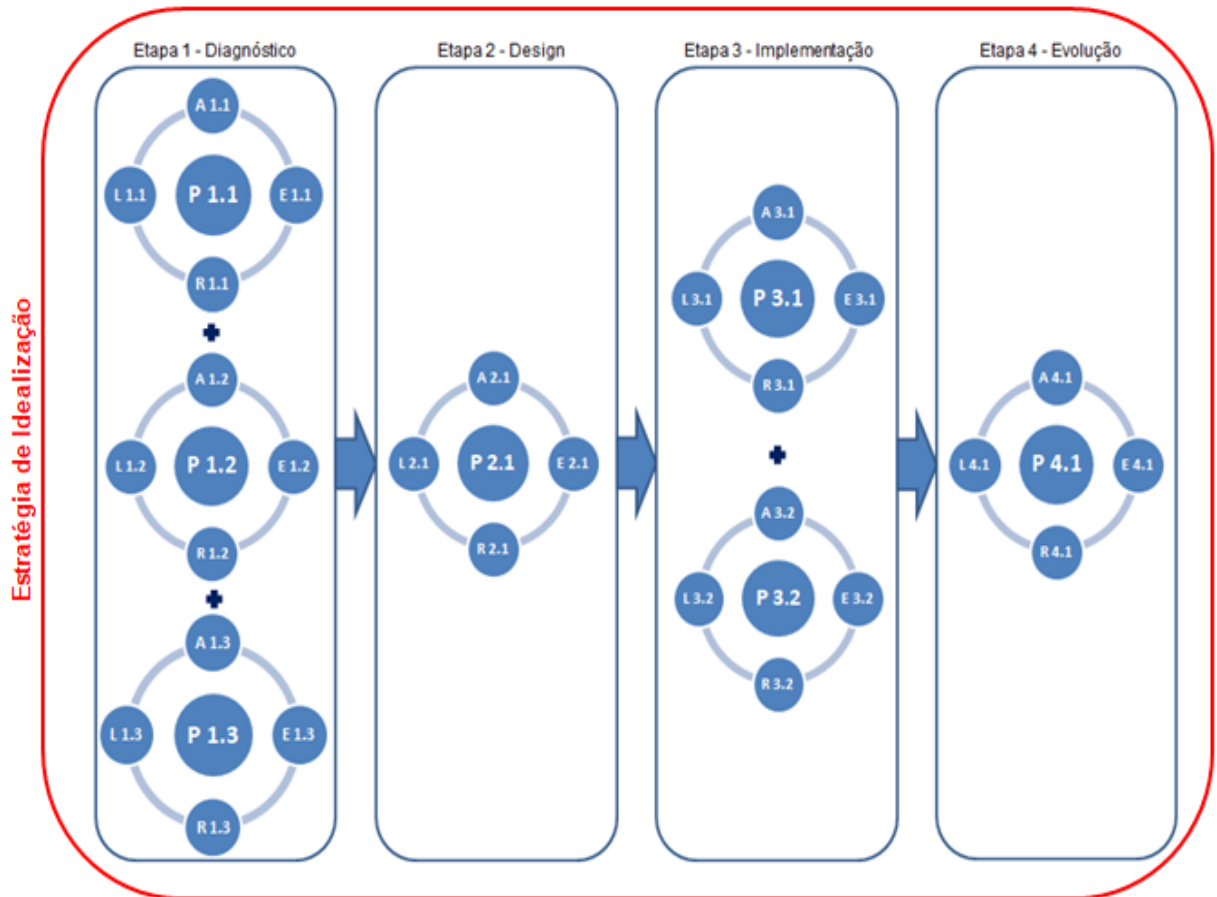 Estratégia de Idealização
Etapa 1 - Diagnóstico
A 1.1
L 1.1
P 1.1
E 1.1
R 1.1
A 1.2
L 1.2
P 1.2
E 1.2
R 1.2
A 1.3
L 1.3
P 1.3
E 1.3
R 1.3
Etapa 2 - Design
A 2.1
L 2.1
P 2.1
E 2.1
R 2.1
Etapa 3 - Implementação
A 3.1
L 3.1
P 3.1
E 3.1
R 3.1
A 3.2
L 3.2
P 3.2
E 3.2
R 3.2
Etapa 4 - Evolução
A 4.1
L 4.1
P 4.1
E 4.1
R 4.1